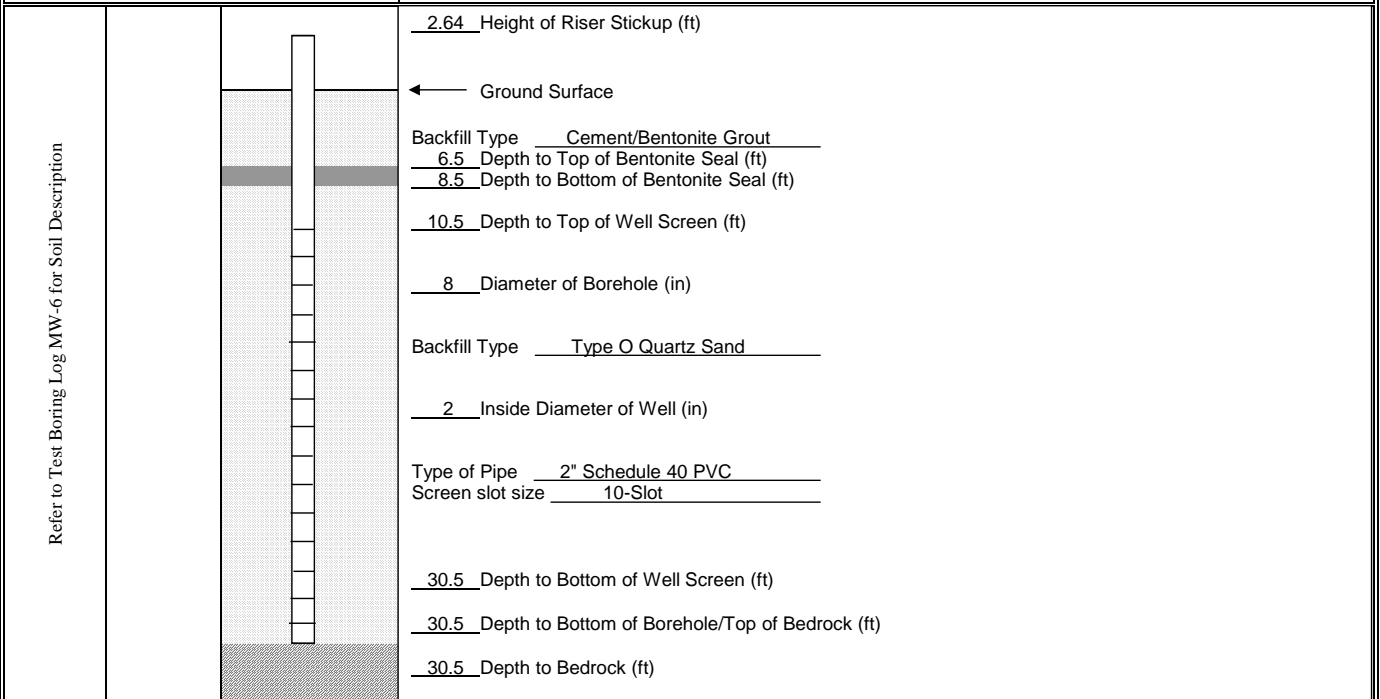 Refer to Test Boring Log MW-6 for Soil Description
2.64 Height of Riser Stickup (ft)
Ground Surface
Backfill Type Cement/Bentonite Grout
6.5 Depth to Top of Bentonite Seal (ft)
8.5 Depth to Bottom of Bentonite Seal (ft)
10.5 Depth to Top of Well Screen (ft)
8 Diameter of Borehole (in)
Backfill Type Type O Quartz Sand
2 Inside Diameter of Well (in)
Type of Pipe 2" Schedule 40 PVC
Screen slot size 10-Slot
30.5 Depth to Bottom of Well Screen (ft)
30.5 Depth to Bottom of Borehole/Top of Bedrock (ft)
30.5 Depth to Bedrock (ft)